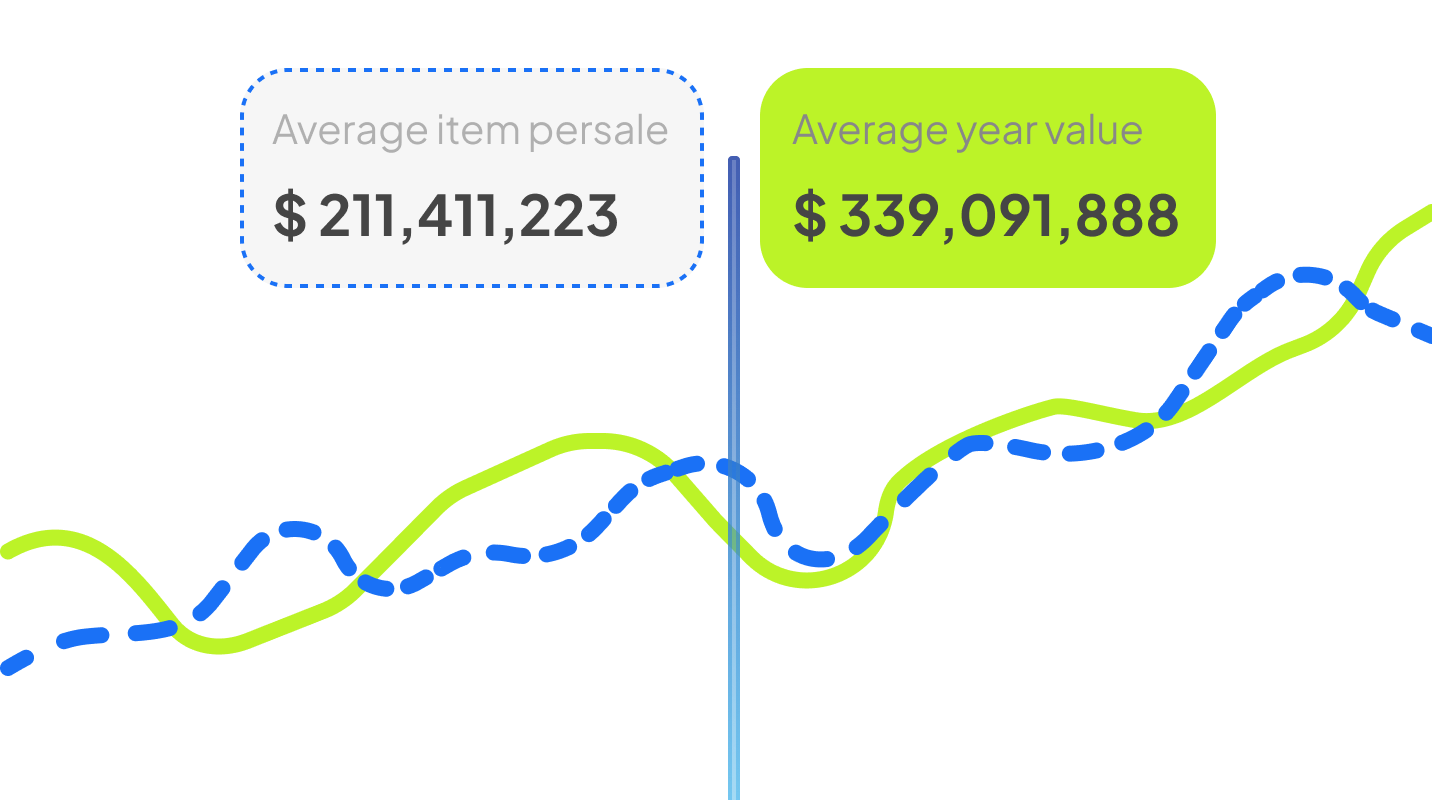 Average item persale
$ 211,411,223
Average year value
$ 339,091,888